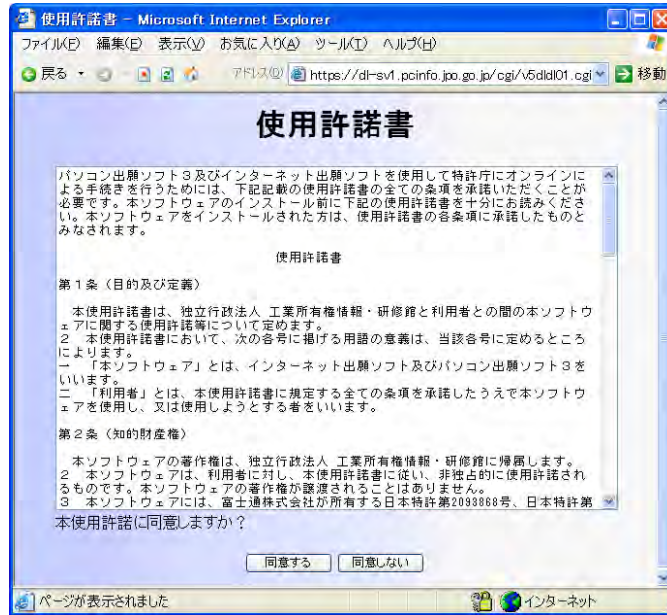 使用許諾書 - Microsoft Internet Explorer
ファイル(F) 編集(E) 表示(V) お気に入り(A) ツール(T) ヘルプ(H)
戻る アドレス(D) https://dl-sv1.pcinfo.jpo.go.jp/cgi/v5dldl01.cgi 移動
使用許諾書
パソコン出願ソフト3及びインターネット出願ソフトを使用して特許庁にオンラインに
よる手続きを行うためには、下記記載の使用許諾書の全ての条項を承諾いただくことが
必要です。本ソフトウェアのインストール前に下記の使用許諾書を十分にお読みくださ
い。本ソフトウェアをインストールされた方は、使用許諾書の各条項に承諾したものと
みなされます。
使用許諾書
第1条(目的及び定義)
本使用許諾書は、独立行政法人 工業所有権情報・研修館と利用者との間の本ソフトウ
ェアに関する使用許諾等について定めます。
2 本使用許諾書において、次の各号に掲げる用語の意義は、当該各号に定めるところ
によります。
一 「本ソフトウェア」とは、インターネット出願ソフト及びパソコン出願ソフト3を
いいます。
二 「利用者」とは、本使用許諾書に規定する全ての条項を承諾したうえで本ソフトウ
ェアを使用し、又は使用しようとする者をいいます。
第2条(知的財産権)
本ソフトウェアの著作権は、独立行政法人 工業所有権情報・研修館に帰属します。
2 本ソフトウェアは、利用者に対し、本使用許諾書に従い、非独占的に使用許諾され
るものです。本ソフトウェアの著作権が譲渡されることはありません。
3 本ソフトウェアには、富士通株式会社が所有する日本特許第2093868号、日本特許第
本使用許諾に同意しますか?
同意する 同意しない
ページが表示されました インターネット